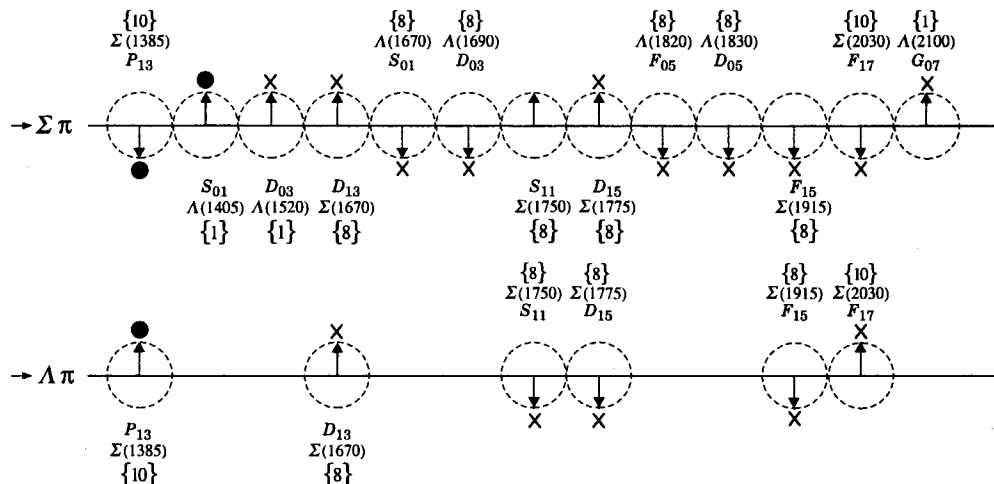 {10} {8} {8} {8} {8} {10} {1}
Σ(1385) Λ(1670) Λ(1690) Λ(1820) Λ(1830) Σ(2030) Λ(2100)
P13 S01 D03 F05 D05 F17 G07
Σπ
S01 D03 D13 S11 D15 F15
Λ(1405) Λ(1520) Σ(1670) Σ(1750) Σ(1775) Σ(1915)
{1} {1} {8} {8} {8} {8}
{8} {8} {8} {10}
Σ(1750) Σ(1775) Σ(1915) Σ(2030)
S11 D15 F15 F17
Λπ
P13 D13
Σ(1385) Σ(1670)
{10} {8}